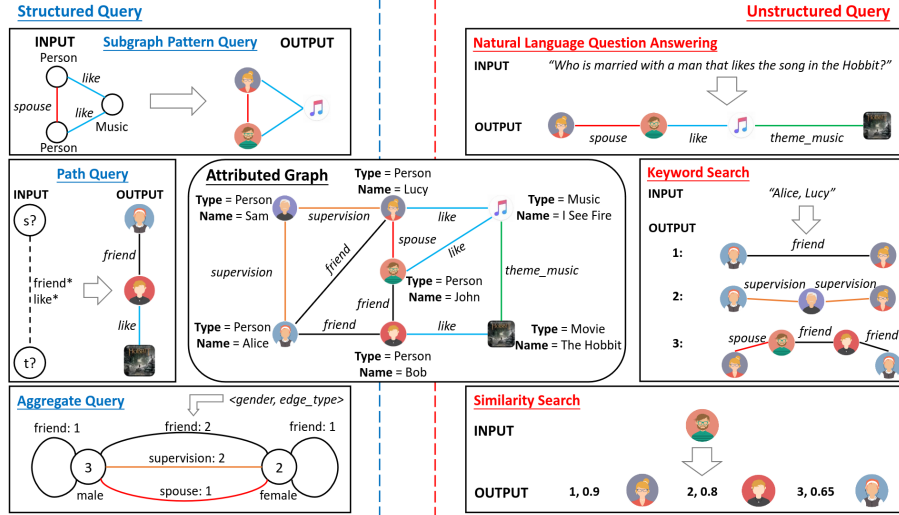 Structured Query
Unstructured Query
INPUT
Subgraph Pattern Query
OUTPUT
Person
like
spouse
like
Music
Person
Natural Language Question Answering
INPUT
“Who is married with a man that likes the song in the Hobbit?”
OUTPUT
spouse
like
theme_music
Path Query
INPUT
OUTPUT
s?
friend
friend*
like*
like
t?
Attributed Graph
Type = Person
Name = Lucy
Type = Person
Name = Sam
supervision
like
Type = Music
Name = I See Fire
friend
spouse
like
supervision
theme_music
Type = Person
Name = John
friend
Type = Person
Name = Alice
friend
like
Type = Movie
Name = The Hobbit
Type = Person
Name = Bob
Keyword Search
INPUT
“Alice, Lucy”
OUTPUT
1:
friend
2:
supervision
supervision
3:
spouse
friend
friend
Aggregate Query
<gender, edge_type>
friend: 1
friend: 2
friend: 1
supervision: 2
3
2
spouse: 1
male
female
Similarity Search
INPUT
OUTPUT
1, 0.9
2, 0.8
3, 0.65